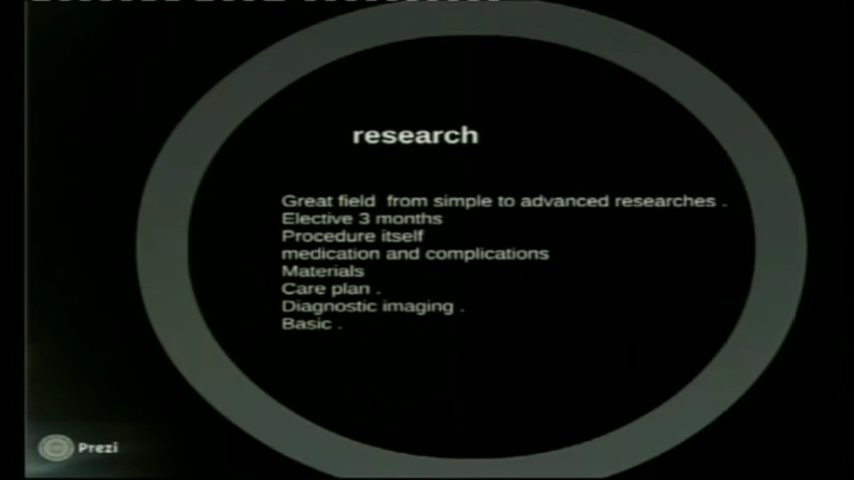 research
Great field from simple to advanced researches .
Elective 3 months
Procedure itself
medication and complications
Materials
Care plan .
Diagnostic imaging .
Basic .
Prezi